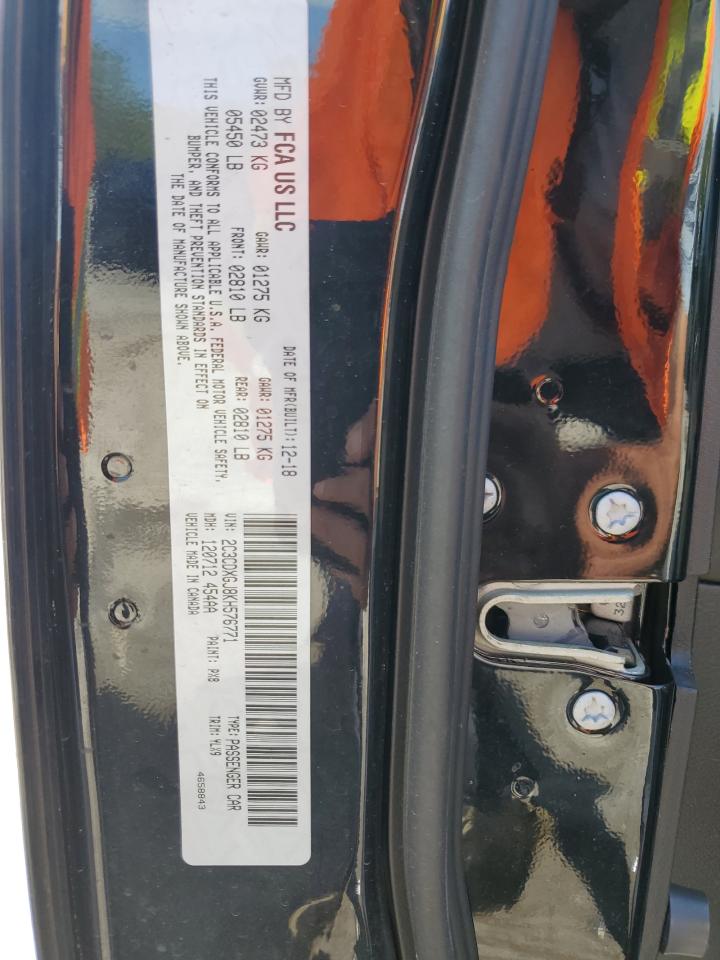 MFD BY FCA US LLC
DATE OF MFR(BUILT):12-18
GVWR: 02473 KG
GAWR: 01275 KG
GAWR: 01275 KG
05450 LB
FRONT: 02810 LB
REAR: 02810 LB
THIS VEHICLE CONFORMS TO ALL APPLICABLE U.S.A. FEDERAL MOTOR VEHICLE SAFETY,
BUMPER, AND THEFT PREVENTION STANDARDS IN EFFECT ON
THE DATE OF MANUFACTURE SHOWN ABOVE.
VIN: 2C3CDXGJ8KH576771
TYPE: PASSENGER CAR
MDH: 120712 454AA
PAINT: PX8
TRIM: YLX9
VEHICLE MADE IN CANADA
4658843